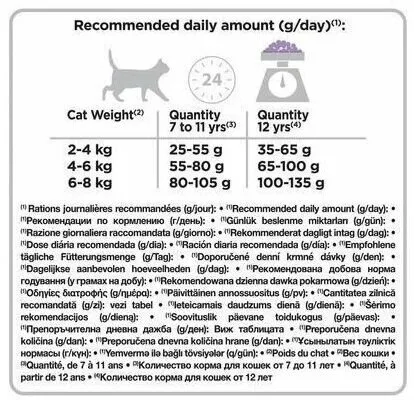 Recommended daily amount (g/day)(1):
24
Cat Weight(2) Quantity 7 to 11 yrs(3) Quantity 12 yrs(4)
2-4 kg 25-55 g 35-65 g
4-6 kg 55-80 g 65-100 g
6-8 kg 80-105 g 100-135 g
(1) Rations journalières recommandées (g/jour): • (1)Recommended daily amount (g/day): •
(1)Рекомендации по кормлению (г/день): • (1)Günlük beslenme miktarları (g/gün): •
(1)Razione giornaliera raccomandata (g/giorno): • (1)Rekommenderat dagligt intag (g/dag): •
(1)Dose diária recomendada (g/dia): • (1)Ración diaria recomendada (g/día): • (1)Empfohlene
tägliche Fütterungsmenge (g/Tag): • (1)Doporučené denní krmné dávky (g/den): •
(1)Dagelijkse aanbevolen hoeveelheden (g/dag): • (1)Рекомендована добова норма
годування (у грамах на добу): • (1)Rekomendowana dzienna dawka pokarmowa (g/dzień): •
(1)Οδηγίες διατροφής (g/ημέρα): • (1)Päivittäinen annossuositus (g/pv): • (1)Cantitatea zilnică
recomandată (g/zi): vezi tabel • (1)Ieteicamais daudzums dienā (g/dienā): • (1)Šėrimo
rekomendacijos (g/dieną): • (1)Soovituslik päevane toidukogus (g/päevas): •
(1)Препоръчителна дневна дажба (g/ден): Виж таблицата • (1)Preporučena dnevna
količina (g/dan): • (1)Preporučena dnevna količina hrane (g/dan): • (1)Ұсынылатын тәуліктік
нормасы (г/күн): • (1)Yemvermə ilə bağlı tövsiyələr (q/gün): • (2)Poids du chat • (2)Вес кошки •
(3)Quantité, de 7 à 11 ans • (3)Количество корма для кошек от 7 до 11 лет • (4)Quantité, à
partir de 12 ans • (4)Количество корма для кошек от 12 лет